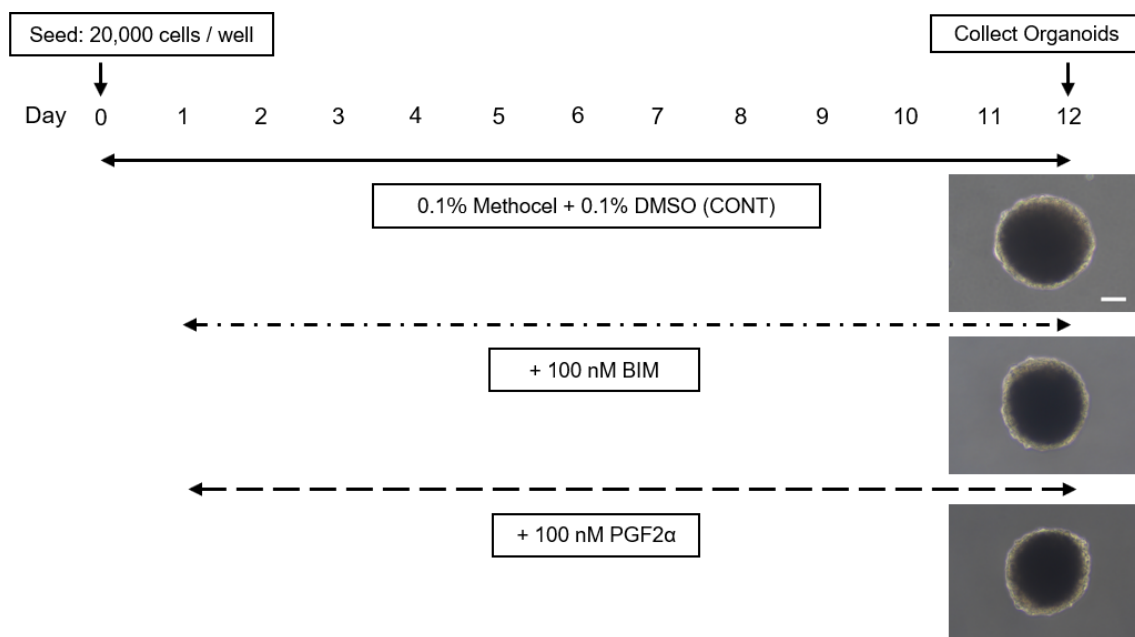 Seed: 20,000 cells / well
Collect Organoids
Day 0 1 2 3 4 5 6 7 8 9 10 11 12
0.1% Methocel + 0.1% DMSO (CONT)
+ 100 nM BIM
+ 100 nM PGF2α